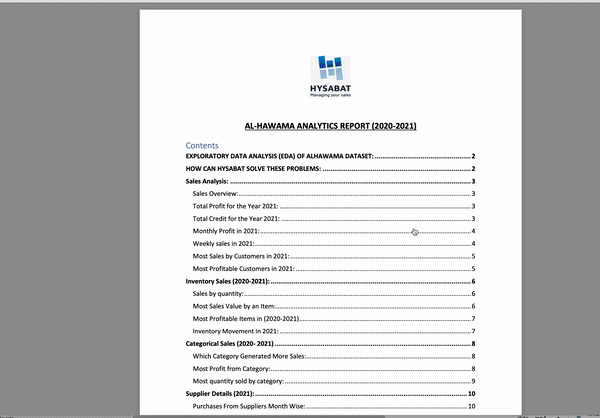 HYSABAT
Managing your sales
AL-HAWAMA ANALYTICS REPORT (2020-2021)
Contents
EXPLORATORY DATA ANALYSIS (EDA) OF ALHAWAMA DATASET: 2
HOW CAN HYSABAT SOLVE THESE PROBLEMS: 2
Sales Analysis: 3
Sales Overview: 3
Total Profit for the Year 2021: 3
Total Credit for the Year 2021: 3
Monthly Profit in 2021: 4
Weekly sales in 2021: 4
Most Sales by Customers in 2021: 5
Most Profitable Customers in 2021: 5
Inventory Sales (2020-2021): 6
Sales by quantity: 6
Most Sales Value by an Item: 6
Most Profitable Items in (2020-2021) 7
Inventory Movement in 2021: 7
Categorical Sales (2020- 2021) 8
Which Category Generated More Sales: 8
Most Profit from Category: 8
Most quantity sold by category: 9
Supplier Details (2021): 10
Purchases From Suppliers Month Wise: 10